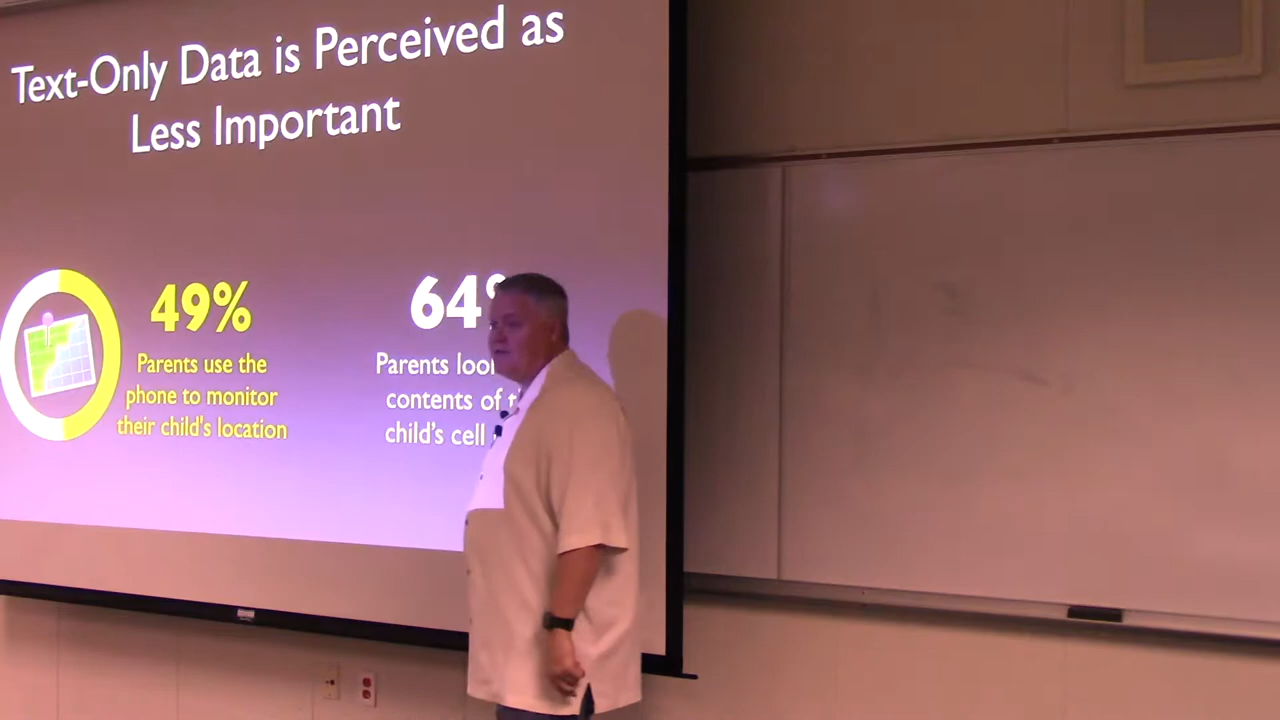 Text-Only Data is Perceived as
Less Important
49%
Parents use the
phone to monitor
their child's location
64
Parents
contents of
child's cell